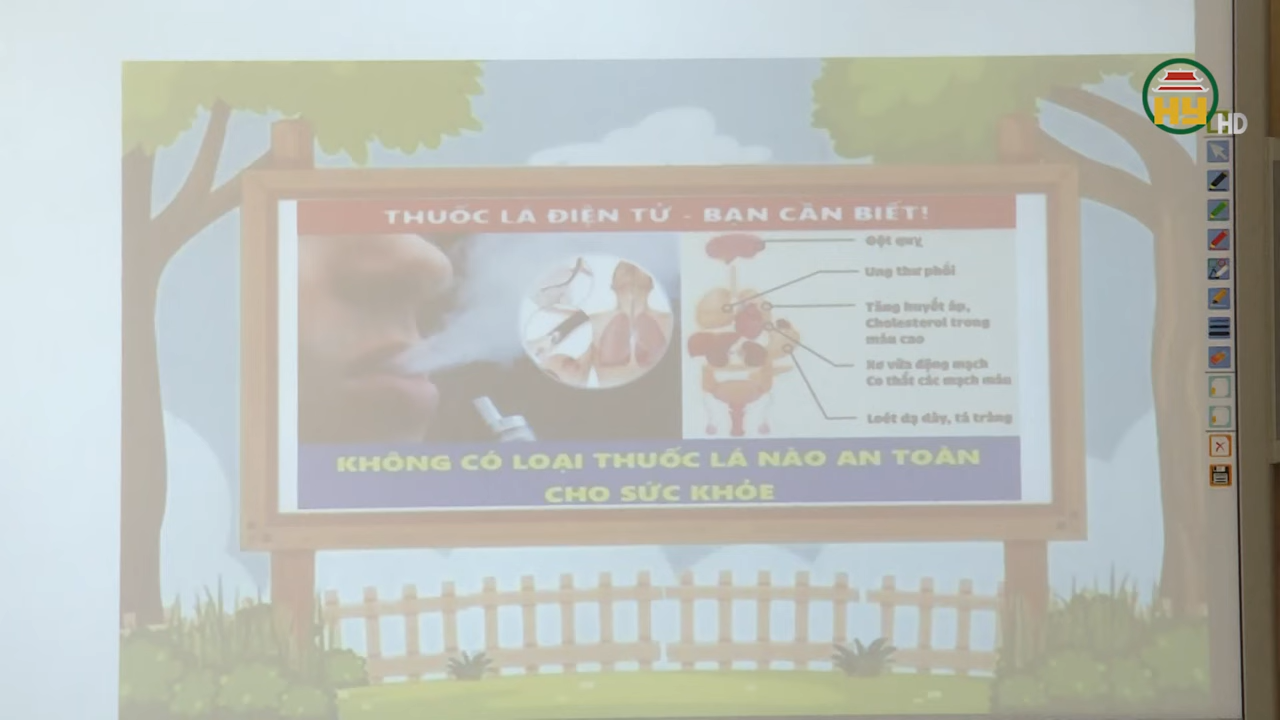 HY
HD
THUỐC LÁ ĐIỆN TỬ - BẠN CẦN BIẾT!
Đột quỵ
Ung thư phổi
Tăng huyết áp,
Cholesterol trong
máu cao
Xơ vữa động mạch
Co thắt các mạch máu
Loét dạ dày, tá tràng
KHÔNG CÓ LOẠI THUỐC LÁ NÀO AN TOÀN
CHO SỨC KHỎE